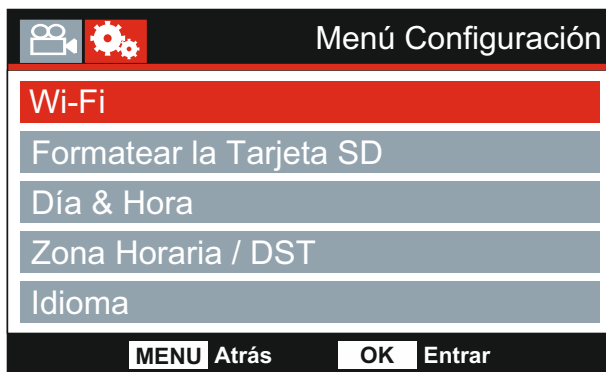 Menú Configuración
Wi-Fi
Formatear la Tarjeta SD
Día & Hora
Zona Horaria / DST
Idioma
MENU Atrás OK Entrar